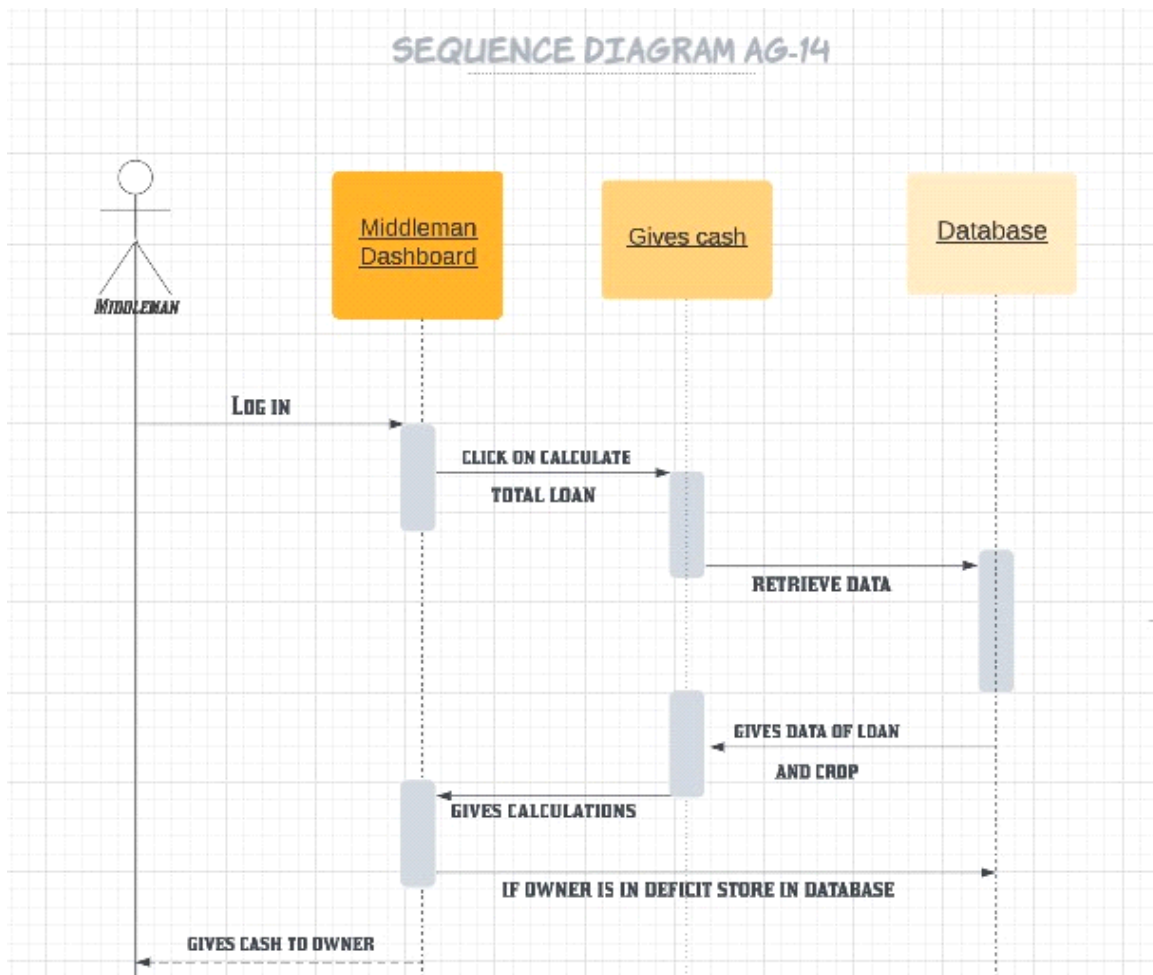 SEQUENCE DIAGRAM AG-14
Middleman
Dashboard
Gives cash
Database
MIDDLEMAN
LOG IN
CLICK ON CALCULATE
TOTAL LOAN
RETRIEVE DATA
GIVES DATA OF LOAN
AND CROP
GIVES CALCULATIONS
IF OWNER IS IN DEFICIT STORE IN DATABASE
GIVES CASH TO OWNER